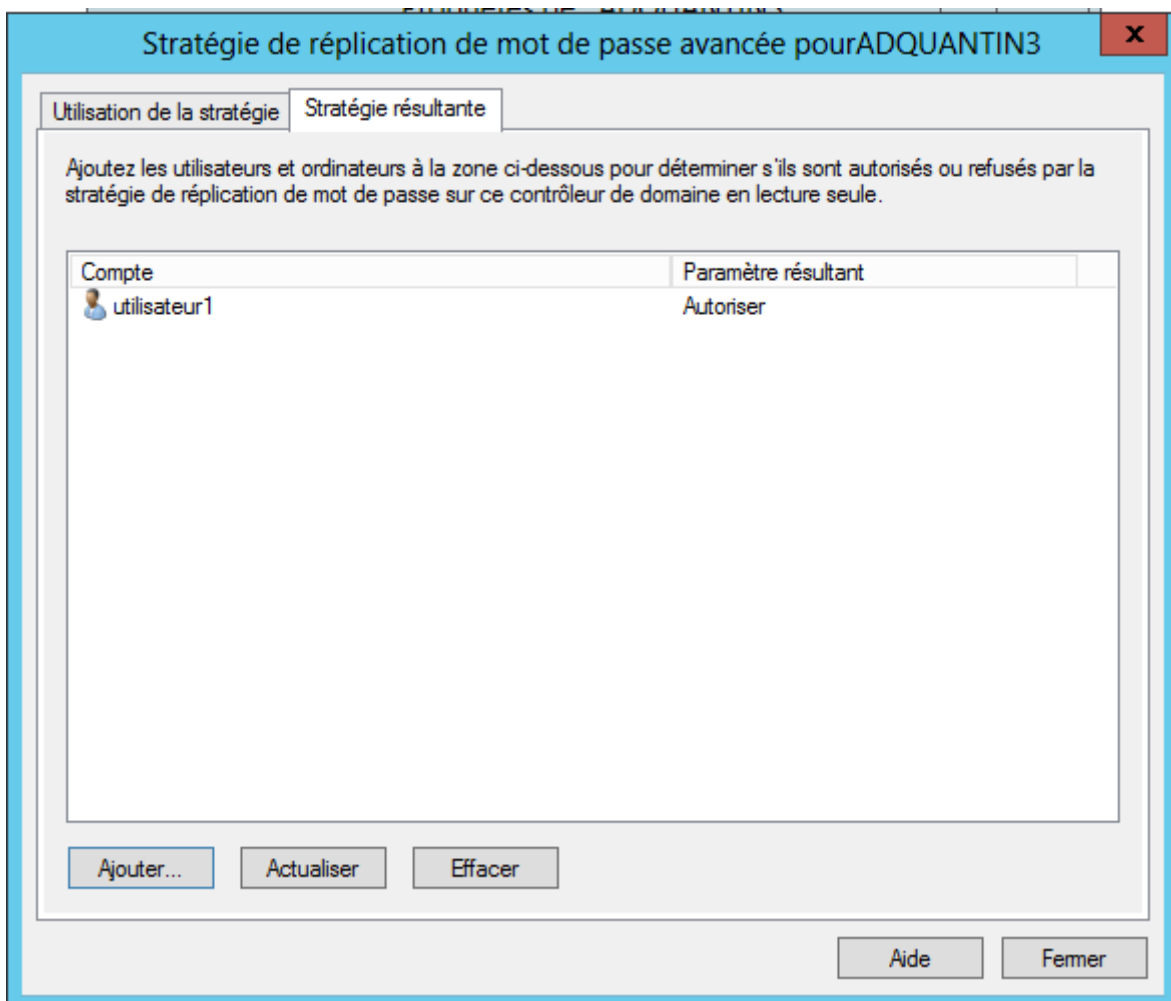 Stratégie de réplication de mot de passe avancée pourADQUANTIN3
x
Utilisation de la stratégie
Stratégie résultante
Ajoutez les utilisateurs et ordinateurs à la zone ci-dessous pour déterminer s'ils sont autorisés ou refusés par la
stratégie de réplication de mot de passe sur ce contrôleur de domaine en lecture seule.
Compte
Paramètre résultant
utilisateur1
Autoriser
Ajouter...
Actualiser
Effacer
Aide
Fermer